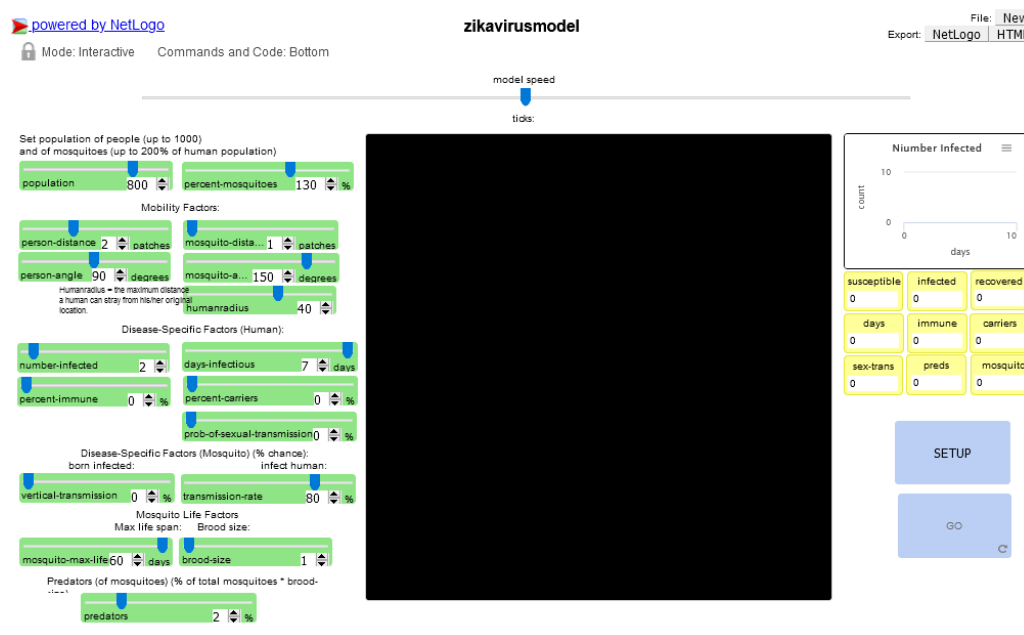 powered by NetLogo
zikavirusmodel
File: New
Export: NetLogo HTML
Mode: Interactive Commands and Code: Bottom
model speed
ticks:
Set population of people (up to 1000)
and of mosquitoes (up to 200% of human population)
population 800
percent-mosquitoes 130 %
Mobility Factors:
person-distance 2 patches
mosquito-dista... 1 patches
person-angle 90 degrees
mosquito-a... 150 degrees
Humanradius = the maximum distance
a human can stray from his/her original
location.
humanradius 40
Disease-Specific Factors (Human):
number-infected 2
days-infectious 7 days
percent-immune 0 %
percent-carriers 0 %
prob-of-sexual-transmission 0 %
Disease-Specific Factors (Mosquito) (% chance):
born infected: infect human:
vertical-transmission 0 %
transmission-rate 80 %
Mosquito Life Factors
Max life span: Brood size:
mosquito-max-life 60 days
brood-size 1
Predators (of mosquitoes) (% of total mosquitoes * brood-
predators 2 %
Niumber Infected
count
10
0
0 10
days
susceptible infected recovered
0 0 0
days immune carriers
0 0 0
sex-trans preds mosquito
0 0 0
SETUP
GO